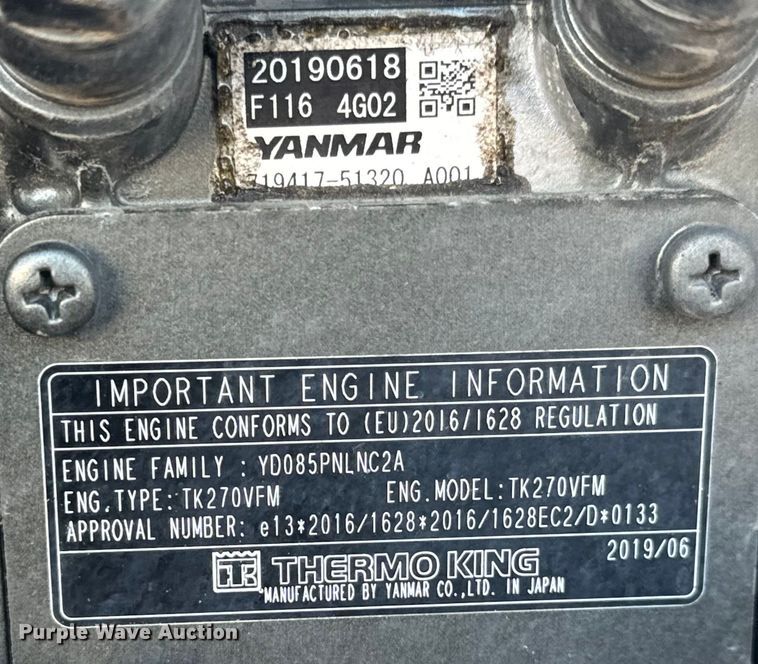 20190618
F116 4G02
YANMAR
719417-51320 A001
IMPORTANT ENGINE INFORMATION
THIS ENGINE CONFORMS TO (EU)2016/1628 REGULATION
ENGINE FAMILY : YD085PNLNC2A
ENG.TYPE: TK270VFM ENG.MODEL: TK270VFM
APPROVAL NUMBER: e13*2016/1628*2016/1628EC2/D*0133
2019/06
TK THERMO KING
MANUFACTURED BY YANMAR CO.,LTD. IN JAPAN
Purple Wave Auction